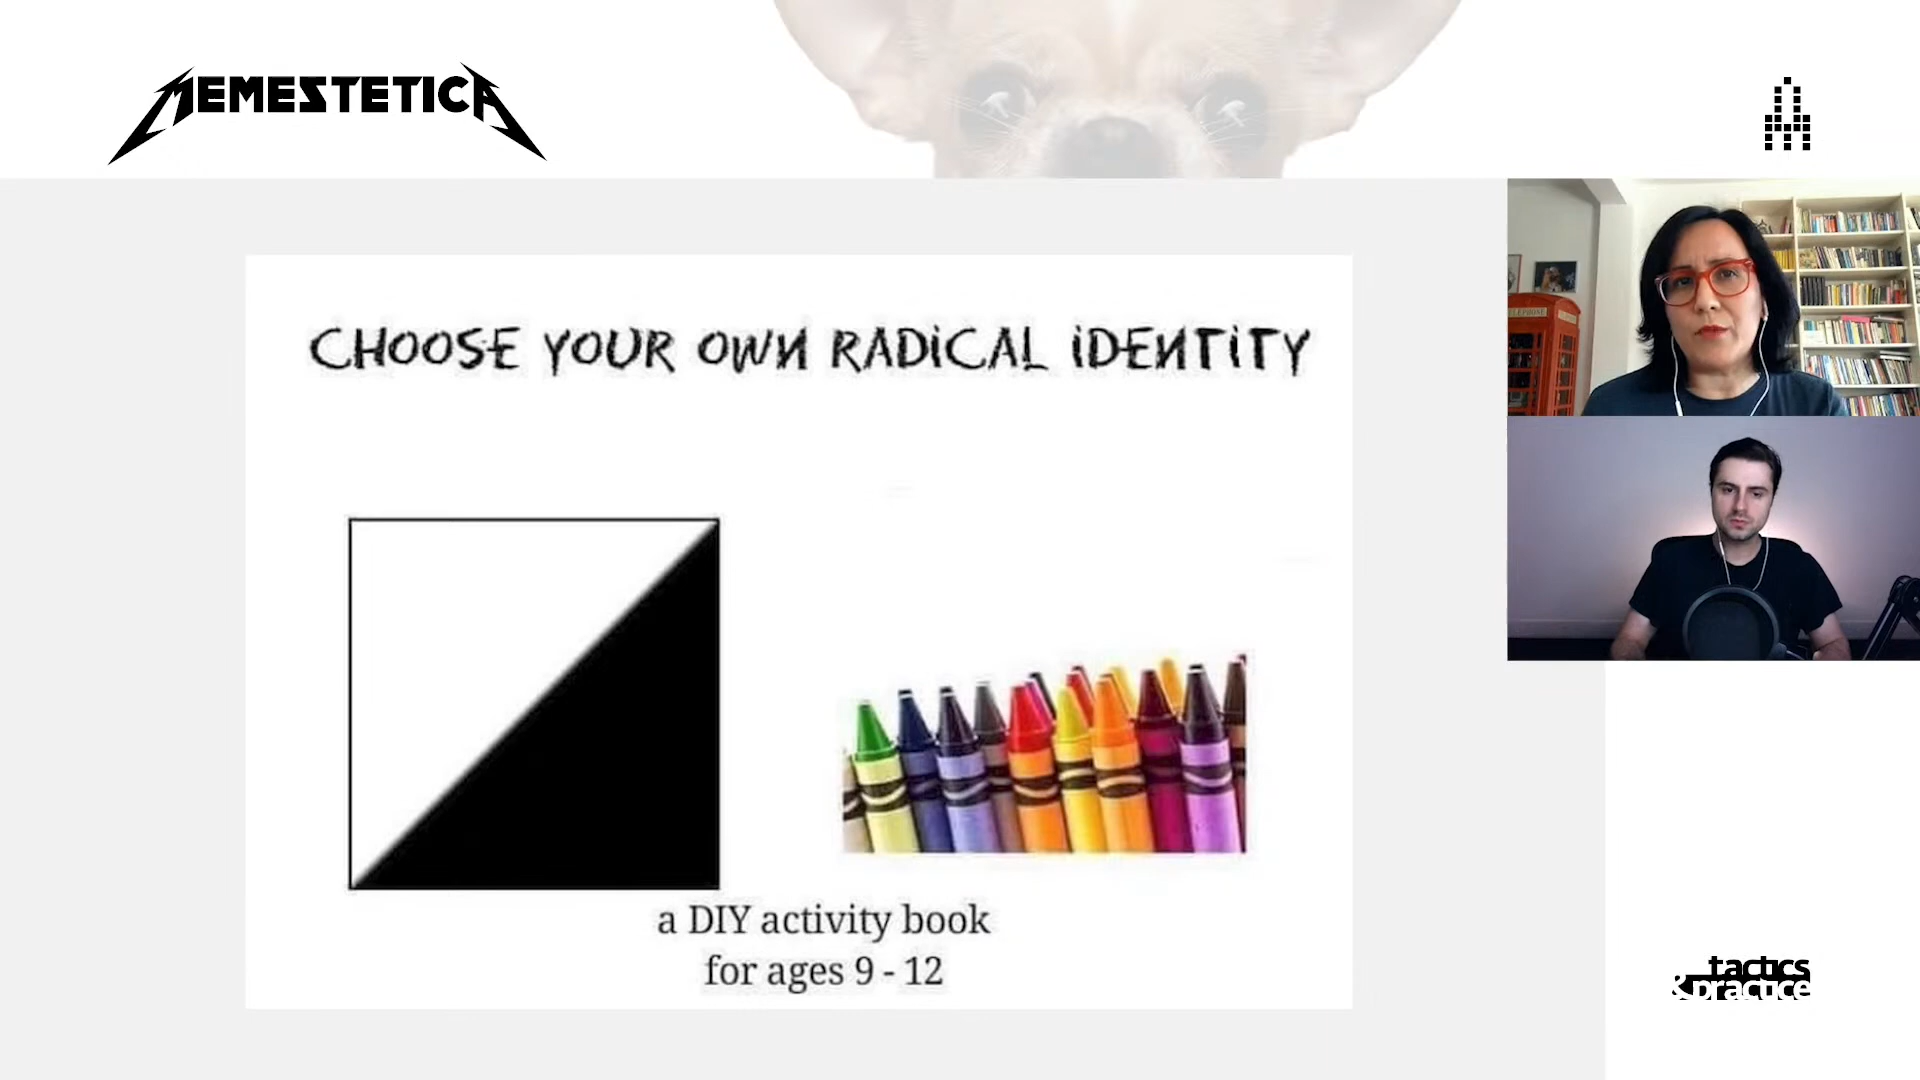 MEMESTETICA
CHOOSE YOUR OWN RADICAL IDENTITY
a DIY activity book
for ages 9 - 12
tactics
&practice